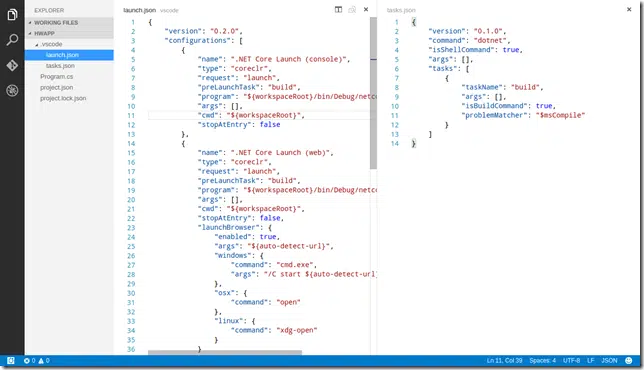 EXPLORER
WORKING FILES
HWAPP
.vscode
launch.json
tasks.json
Program.cs
project.json
project.lock.json
launch.json .vscode
1 {
2 "version": "0.2.0",
3 "configurations": [
4 {
5 "name": ".NET Core Launch (console)",
6 "type": "coreclr",
7 "request": "launch",
8 "preLaunchTask": "build",
9 "program": "${workspaceRoot}/bin/Debug/netco
10 "args": [],
11 "cwd": "${workspaceRoot}",
12 "stopAtEntry": false
13 },
14 {
15 "name": ".NET Core Launch (web)",
16 "type": "coreclr",
17 "request": "launch",
18 "preLaunchTask": "build",
19 "program": "${workspaceRoot}/bin/Debug/netco
20 "args": [],
21 "cwd": "${workspaceRoot}",
22 "stopAtEntry": false,
23 "launchBrowser": {
24 "enabled": true,
25 "args": "${auto-detect-url}",
26 "windows": {
27 "command": "cmd.exe",
28 "args": "/C start ${auto-detect-url}
29 },
30 "osx": {
31 "command": "open"
32 },
33 "linux": {
34 "command": "xdg-open"
35 }
36 }
tasks.json
1 {
2 "version": "0.1.0",
3 "command": "dotnet",
4 "isShellCommand": true,
5 "args": [],
6 "tasks": [
7 {
8 "taskName": "build",
9 "args": [],
10 "isBuildCommand": true,
11 "problemMatcher": "$msCompile"
12 }
13 ]
14 }
0 0
Ln 11, Col 39 Spaces: 4 UTF-8 LF JSON